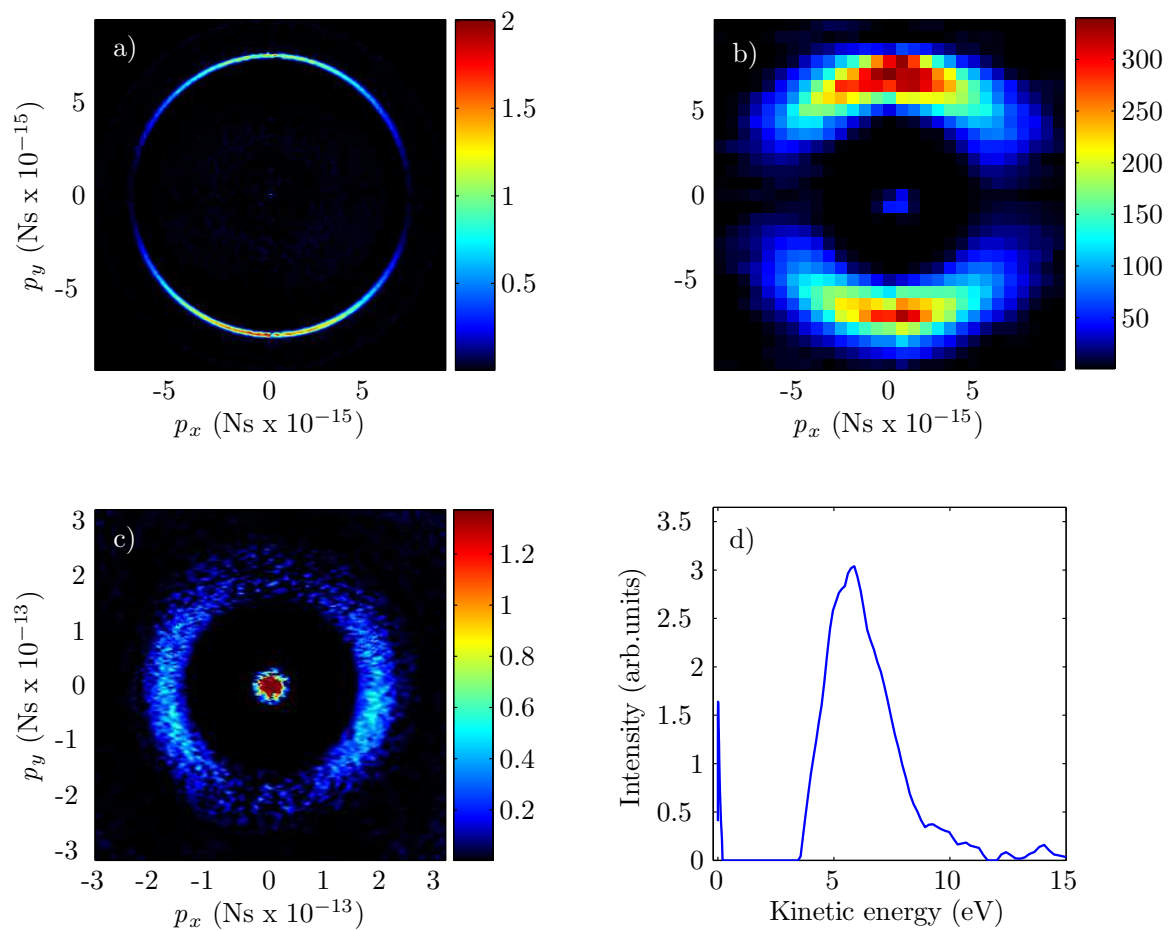 a)
2
1.5
1
0.5
5
0
-5
p_y (Ns x 10^{-15})
-5 0 5
p_x (Ns x 10^{-15})
b)
300
250
200
150
100
50
5
0
-5
-5 0 5
p_x (Ns x 10^{-15})
c)
1.2
1
0.8
0.6
0.4
0.2
3
2
1
0
-1
-2
-3
p_y (Ns x 10^{-13})
-3 -2 -1 0 1 2 3
p_x (Ns x 10^{-13})
d)
3.5
3
2.5
2
1.5
1
0.5
0
Intensity (arb.units)
0 5 10 15
Kinetic energy (eV)